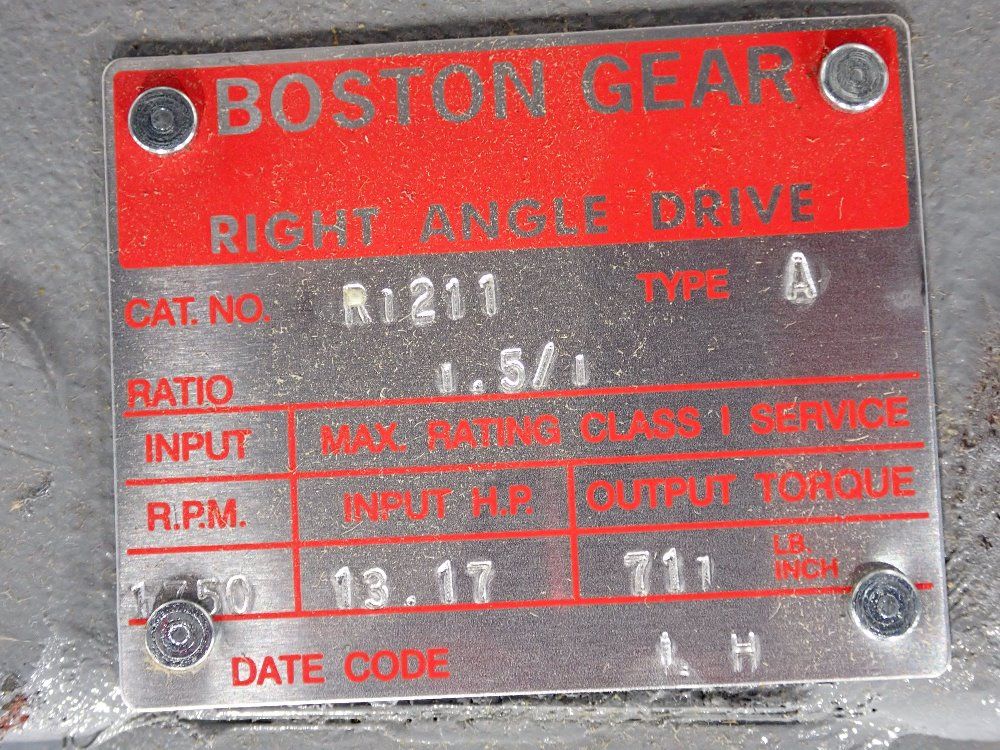 BOSTON GEAR
RIGHT ANGLE DRIVE
CAT. NO. R1211 TYPE A
RATIO 1.5/1
INPUT MAX. RATING CLASS I SERVICE
R.P.M. INPUT H.P. OUTPUT TORQUE
1750 13.17 711 LB. INCH
DATE CODE H